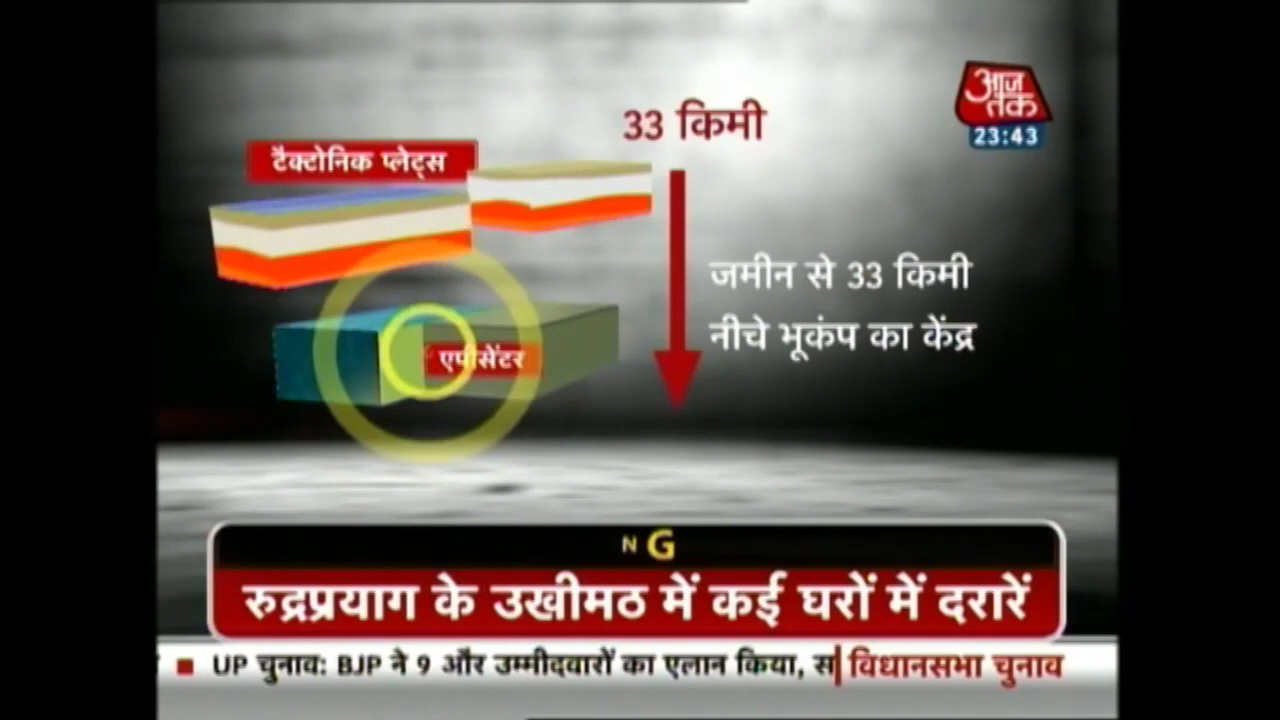 आज
तक
23:43
33 किमी
टैक्टोनिक प्लेट्स
जमीन से 33 किमी
नीचे भूकंप का केंद्र
एपीसेंटर
N G
रुद्रप्रयाग के उखीमठ में कई घरों में दरारें
UP चुनाव: BJP ने 9 और उम्मीदवारों का एलान किया, स
विधानसभा चुनाव